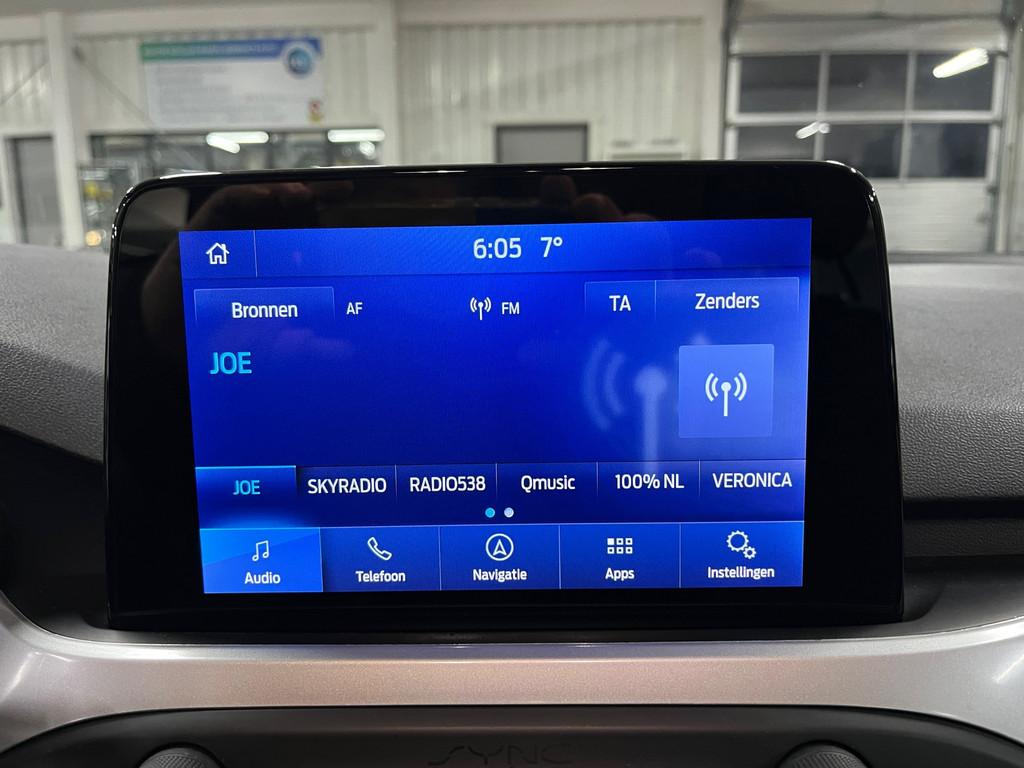 6:05 7°
Bronnen AF FM TA Zenders
JOE
JOE SKYRADIO RADIO538 Qmusic 100% NL VERONICA
Audio Telefoon Navigatie Apps Instellingen
SYNC